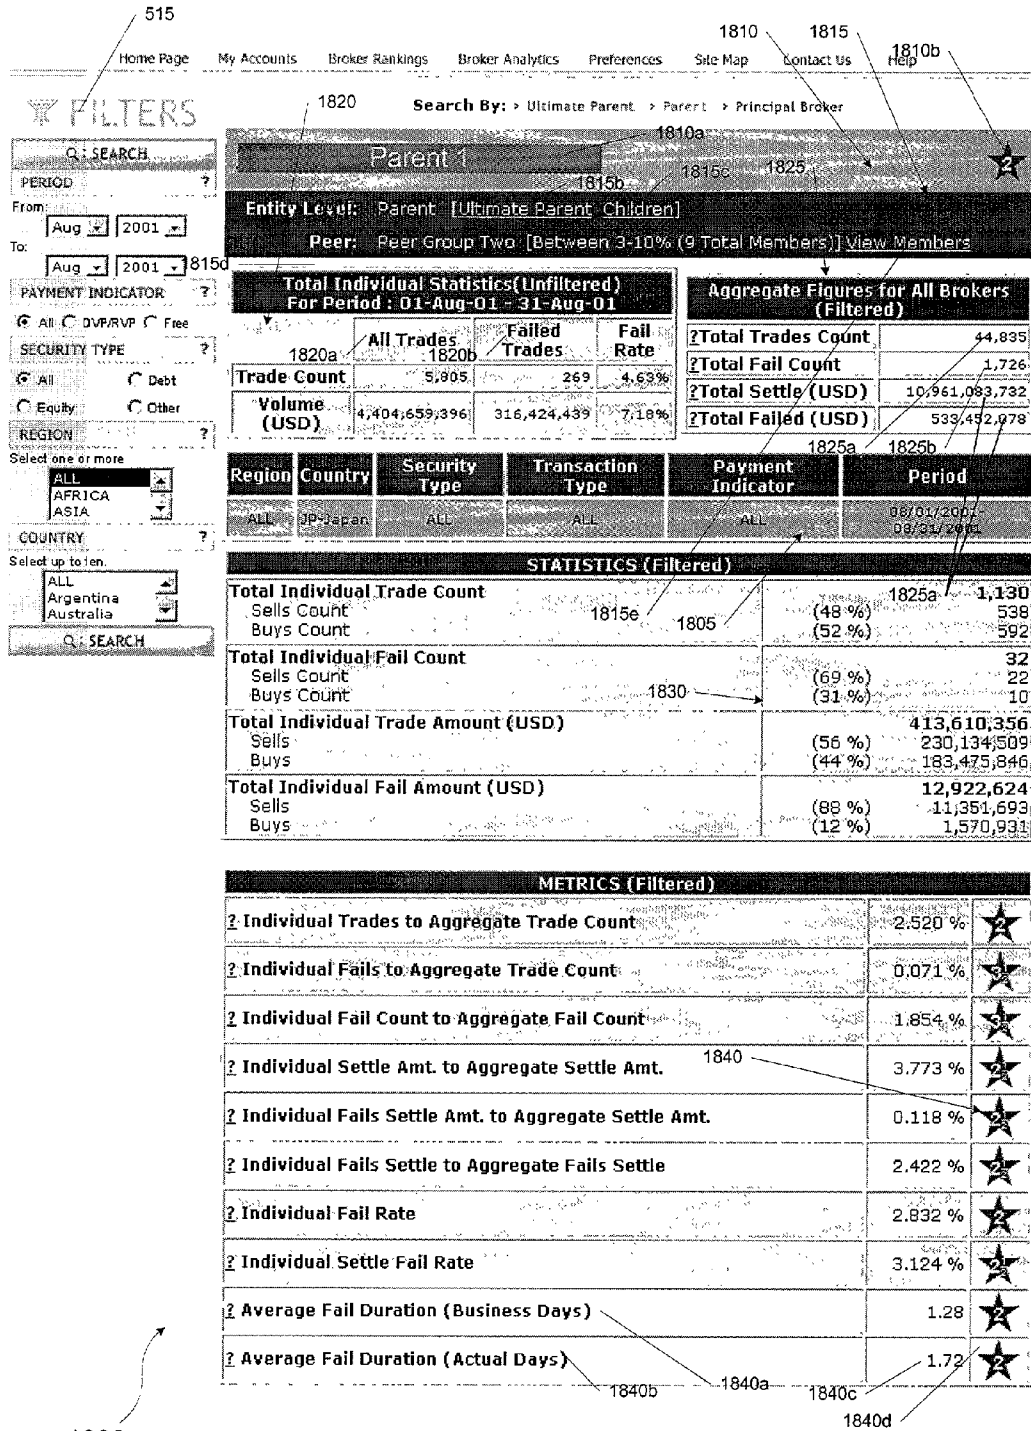 515
1810 1815
1810b
Home Page My Accounts Broker Rankings Broker Analytics Preferences Site Map Contact Us Help
FILTERS
1820
Search By: > Ultimate Parent > Parent > Principal Broker
1810a
SEARCH
Parent 1
1815c 1825
2
PERIOD ?
1815b
From:
Aug 2001
Entity Level: Parent [Ultimate Parent Children]
To:
Peer: Peer Group Two [Between 3-10% (9 Total Members)] View Members
Aug 2001
1815d
PAYMENT INDICATOR ?
All DVP/RVP Free
SECURITY TYPE ?
All Debt
Equity Other
REGION ?
Select one or more
ALL
AFRICA
ASIA
COUNTRY ?
Select up to ten.
ALL
Argentina
Australia
SEARCH
Total Individual Statistics(Unfiltered)
For Period : 01-Aug-01 - 31-Aug-01
All Trades Failed Trades Fail Rate
1820a 1820b
Trade Count 5,805 269 4.63%
Volume (USD) 4,404,659,396 316,424,439 7.18%
Aggregate Figures for All Brokers
(Filtered)
?Total Trades Count 44,835
?Total Fail Count 1,726
?Total Settle (USD) 10,961,083,732
?Total Failed (USD) 533,452,078
1825a 1825b
Region Country Security Type Transaction Type Payment Indicator Period
ALL JP-Japan ALL ALL ALL 08/01/2001-
08/31/2001
STATISTICS (Filtered)
Total Individual Trade Count 1825a 1,130
Sells Count 1815e (48 %) 538
Buys Count 1805 (52 %) 592
Total Individual Fail Count 32
Sells Count (69 %) 22
Buys Count 1830 (31 %) 10
Total Individual Trade Amount (USD) 413,610,356
Sells (56 %) 230,134,509
Buys (44 %) 183,475,846
Total Individual Fail Amount (USD) 12,922,624
Sells (88 %) 11,351,693
Buys (12 %) 1,570,931
METRICS (Filtered)
? Individual Trades to Aggregate Trade Count 2.520 % 2
? Individual Fails to Aggregate Trade Count 0.071 %
? Individual Fail Count to Aggregate Fail Count 1.854 %
? Individual Settle Amt. to Aggregate Settle Amt. 3.773 %
1840
? Individual Fails Settle Amt. to Aggregate Settle Amt. 0.118 %
? Individual Fails Settle to Aggregate Fails Settle 2.422 %
? Individual Fail Rate 2.832 % 2
? Individual Settle Fail Rate 3.124 %
? Average Fail Duration (Business Days) 1.28 2
? Average Fail Duration (Actual Days) 1.72 2
1840b 1840a 1840c
1840d